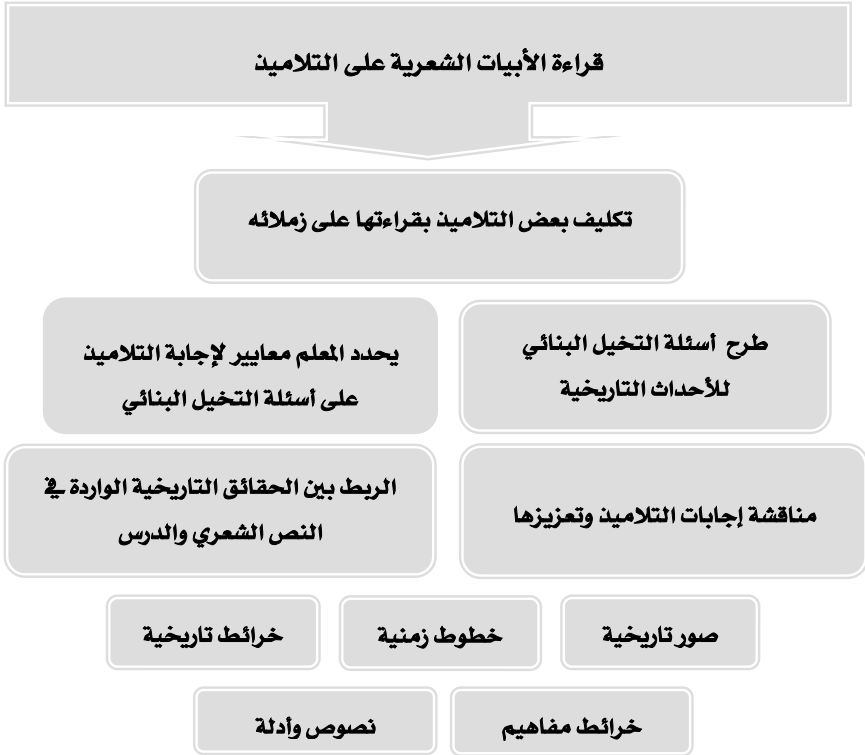 قراءة الأبيات الشعرية على التلاميذ
تكليف بعض التلاميذ بقراءتها على زملائه
طرح أسئلة التخيل البنائي
للأحداث التاريخية
يحدد المعلم معايير لإجابة التلاميذ
على أسئلة التخيل البنائي
مناقشة إجابات التلاميذ وتعزيزها
الربط بين الحقائق التاريخية الواردة في
النص الشعري والدرس
صور تاريخية
خطوط زمنية
خرائط تاريخية
خرائط مفاهيم
نصوص وأدلة